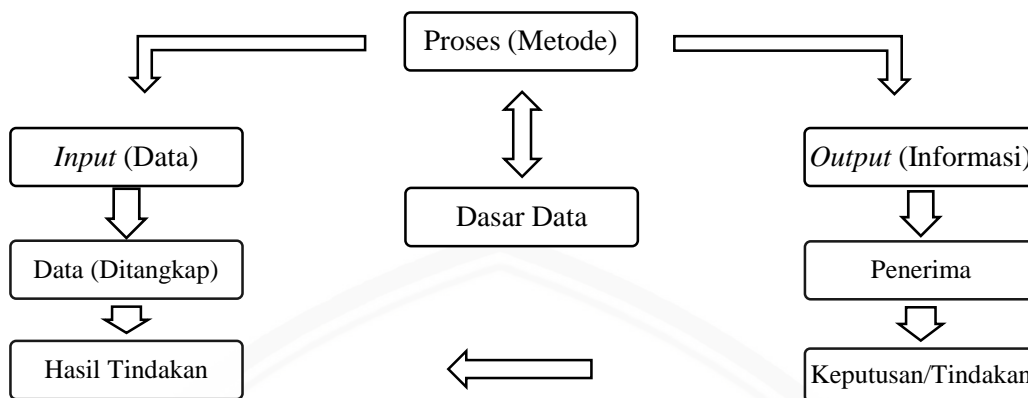 Proses (Metode)
Input (Data)
Output (Informasi)
Dasar Data
Data (Ditangkap)
Penerima
Hasil Tindakan
Keputusan/Tindakan